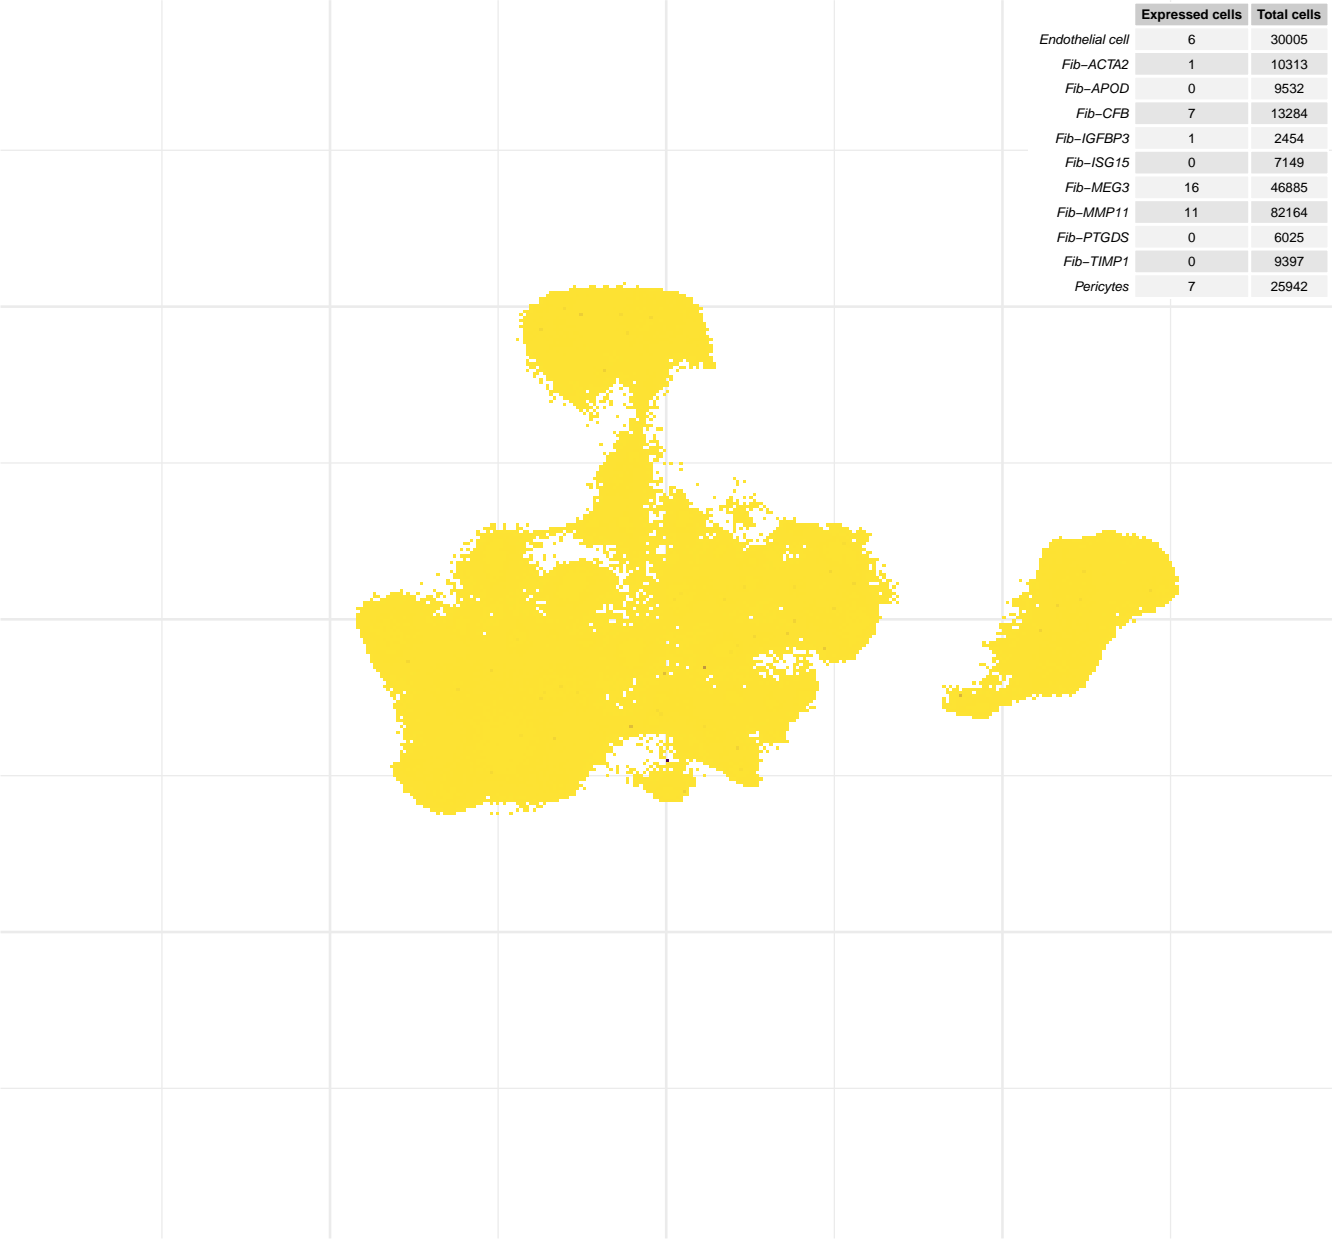 Expressed cells Total cells
Endothelial cell 6 30005
Fib−ACTA2 1 10313
Fib−APOD 0 9532
Fib−CFB 7 13284
Fib−IGFBP3 1 2454
Fib−ISG15 0 7149
Fib−MEG3 16 46885
Fib−MMP11 11 82164
Fib−PTGDS 0 6025
Fib−TIMP1 0 9397
Pericytes 7 25942